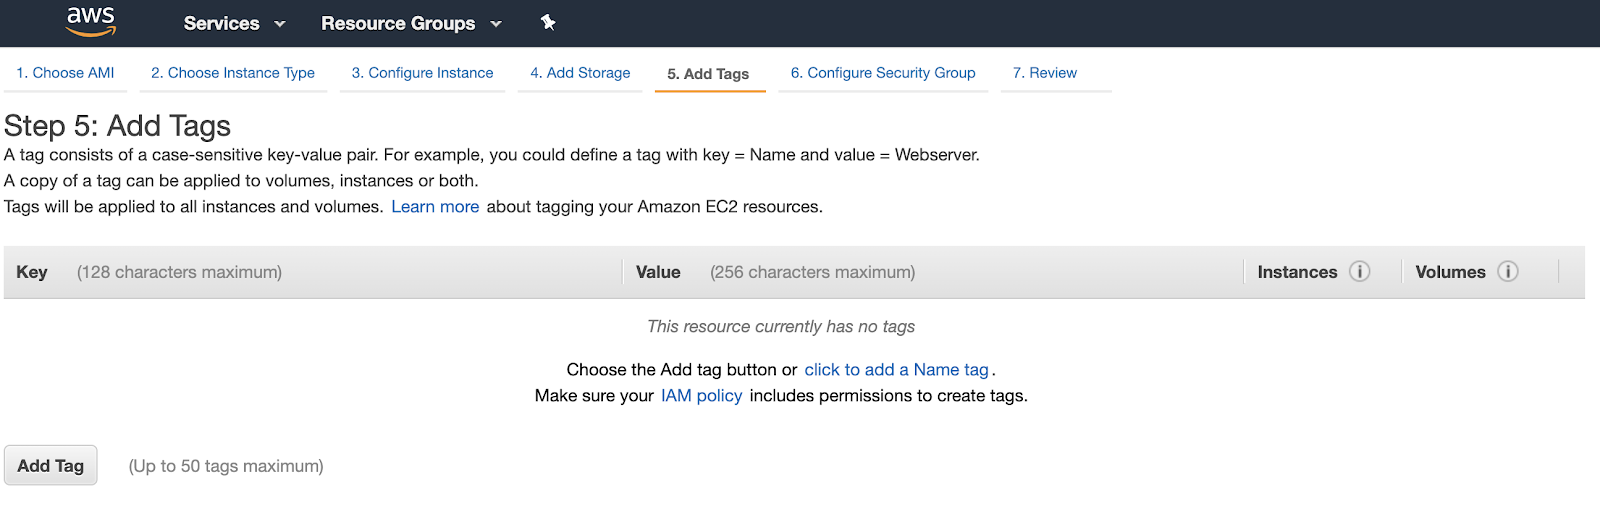 aws Services Resource Groups
1. Choose AMI 2. Choose Instance Type 3. Configure Instance 4. Add Storage 5. Add Tags 6. Configure Security Group 7. Review
Step 5: Add Tags
A tag consists of a case-sensitive key-value pair. For example, you could define a tag with key = Name and value = Webserver.
A copy of a tag can be applied to volumes, instances or both.
Tags will be applied to all instances and volumes. Learn more about tagging your Amazon EC2 resources.
Key (128 characters maximum) Value (256 characters maximum) Instances i Volumes i
This resource currently has no tags
Choose the Add tag button or click to add a Name tag.
Make sure your IAM policy includes permissions to create tags.
Add Tag (Up to 50 tags maximum)